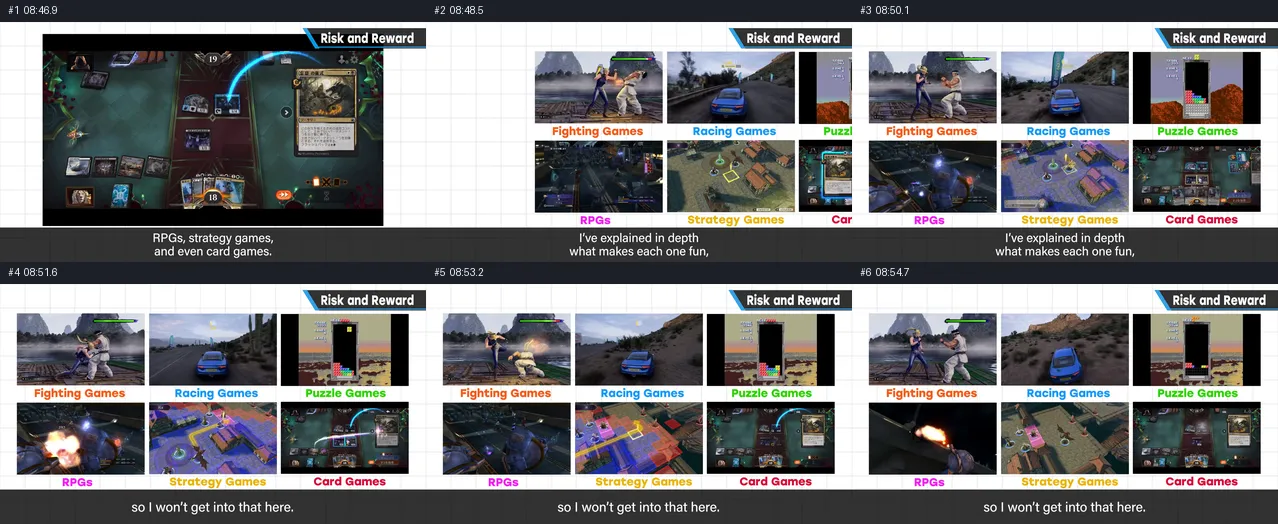 #1 08:46.9
Risk and Reward
19
18
RPGs, strategy games,
and even card games.
#2 08:48.5
Risk and Reward
Fighting Games
Racing Games
Puzzl
RPGs
Strategy Games
Car
I've explained in depth
what makes each one fun,
#3 08:50.1
Risk and Reward
Fighting Games
Racing Games
Puzzle Games
RPGs
Strategy Games
Card Games
I've explained in depth
what makes each one fun,
#4 08:51.6
Risk and Reward
Fighting Games
Racing Games
Puzzle Games
RPGs
Strategy Games
Card Games
so I won't get into that here.
#5 08:53.2
Risk and Reward
Fighting Games
Racing Games
Puzzle Games
RPGs
Strategy Games
Card Games
so I won't get into that here.
#6 08:54.7
Risk and Reward
Fighting Games
Racing Games
Puzzle Games
RPGs
Strategy Games
Card Games
so I won't get into that here.